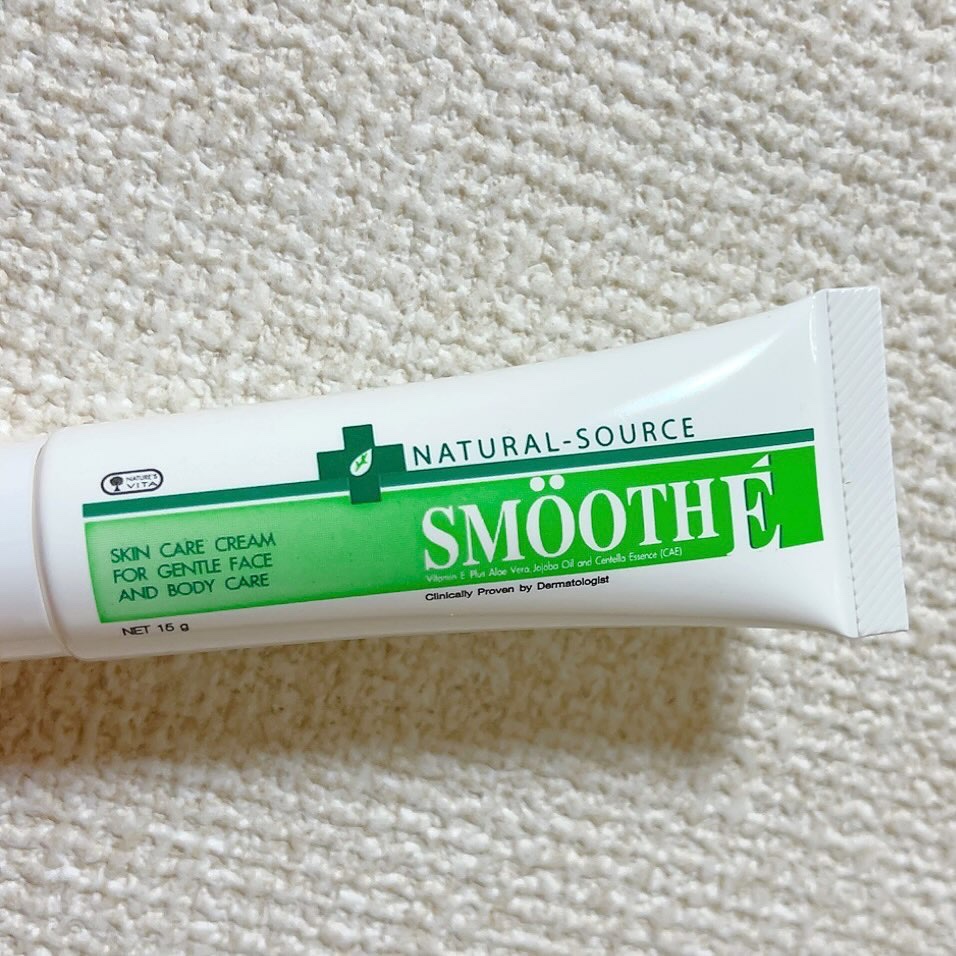 NATURE'S
VITA
NATURAL-SOURCE
SMÖOTH É
Vitamin E Plus Aloe Vera, Jojoba Oil and Centella Essence (CAE)
Clinically Proven by Dermatologist
SKIN CARE CREAM
FOR GENTLE FACE
AND BODY CARE
NET 15 g